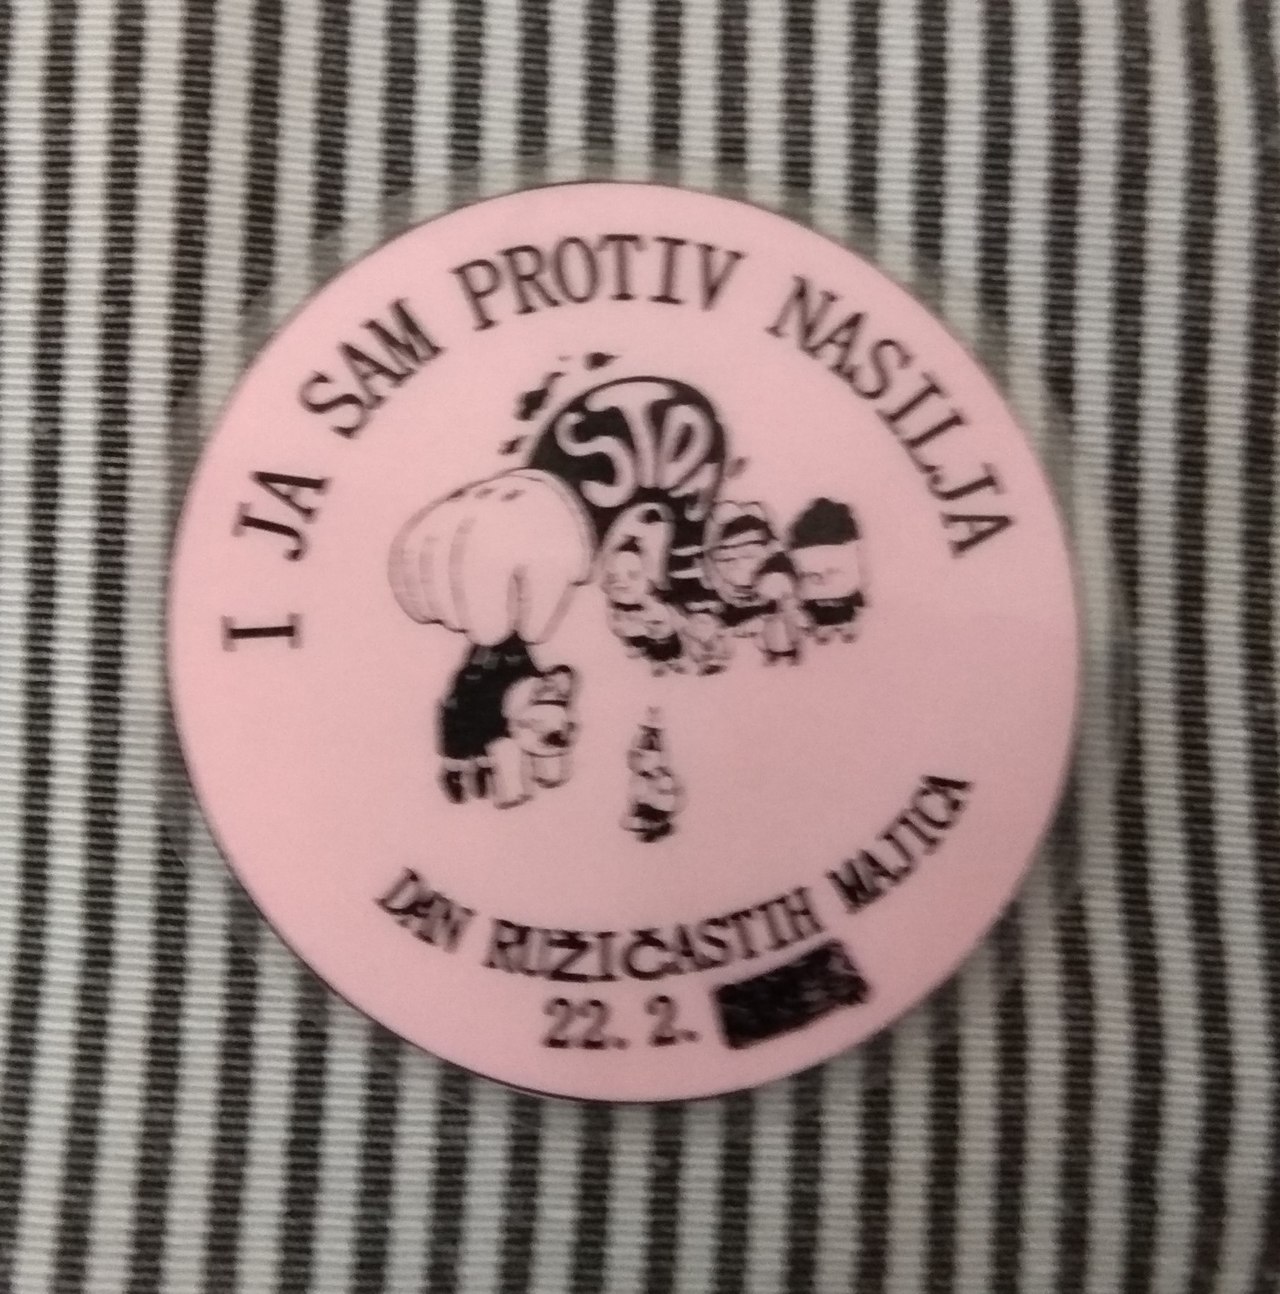 I JA SAM PROTIV NASILJA
STOP
DAN RUŽIČASTIH MAJICA
22. 2.